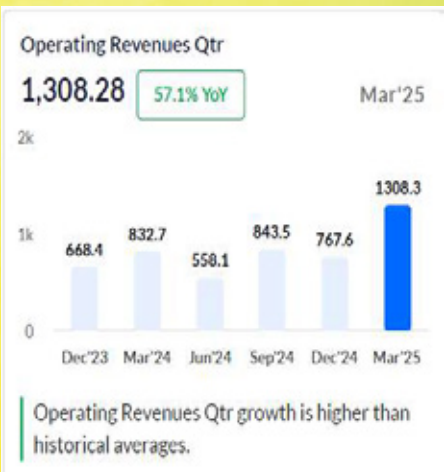 Operating Revenues Qtr
1,308.28 57.1% YoY Mar'25
2k
1308.3
832.7 843.5
668.4 767.6
1k 558.1
0
Dec'23 Mar'24 Jun'24 Sep'24 Dec'24 Mar'25
Operating Revenues Qtr growth is higher than
historical averages.